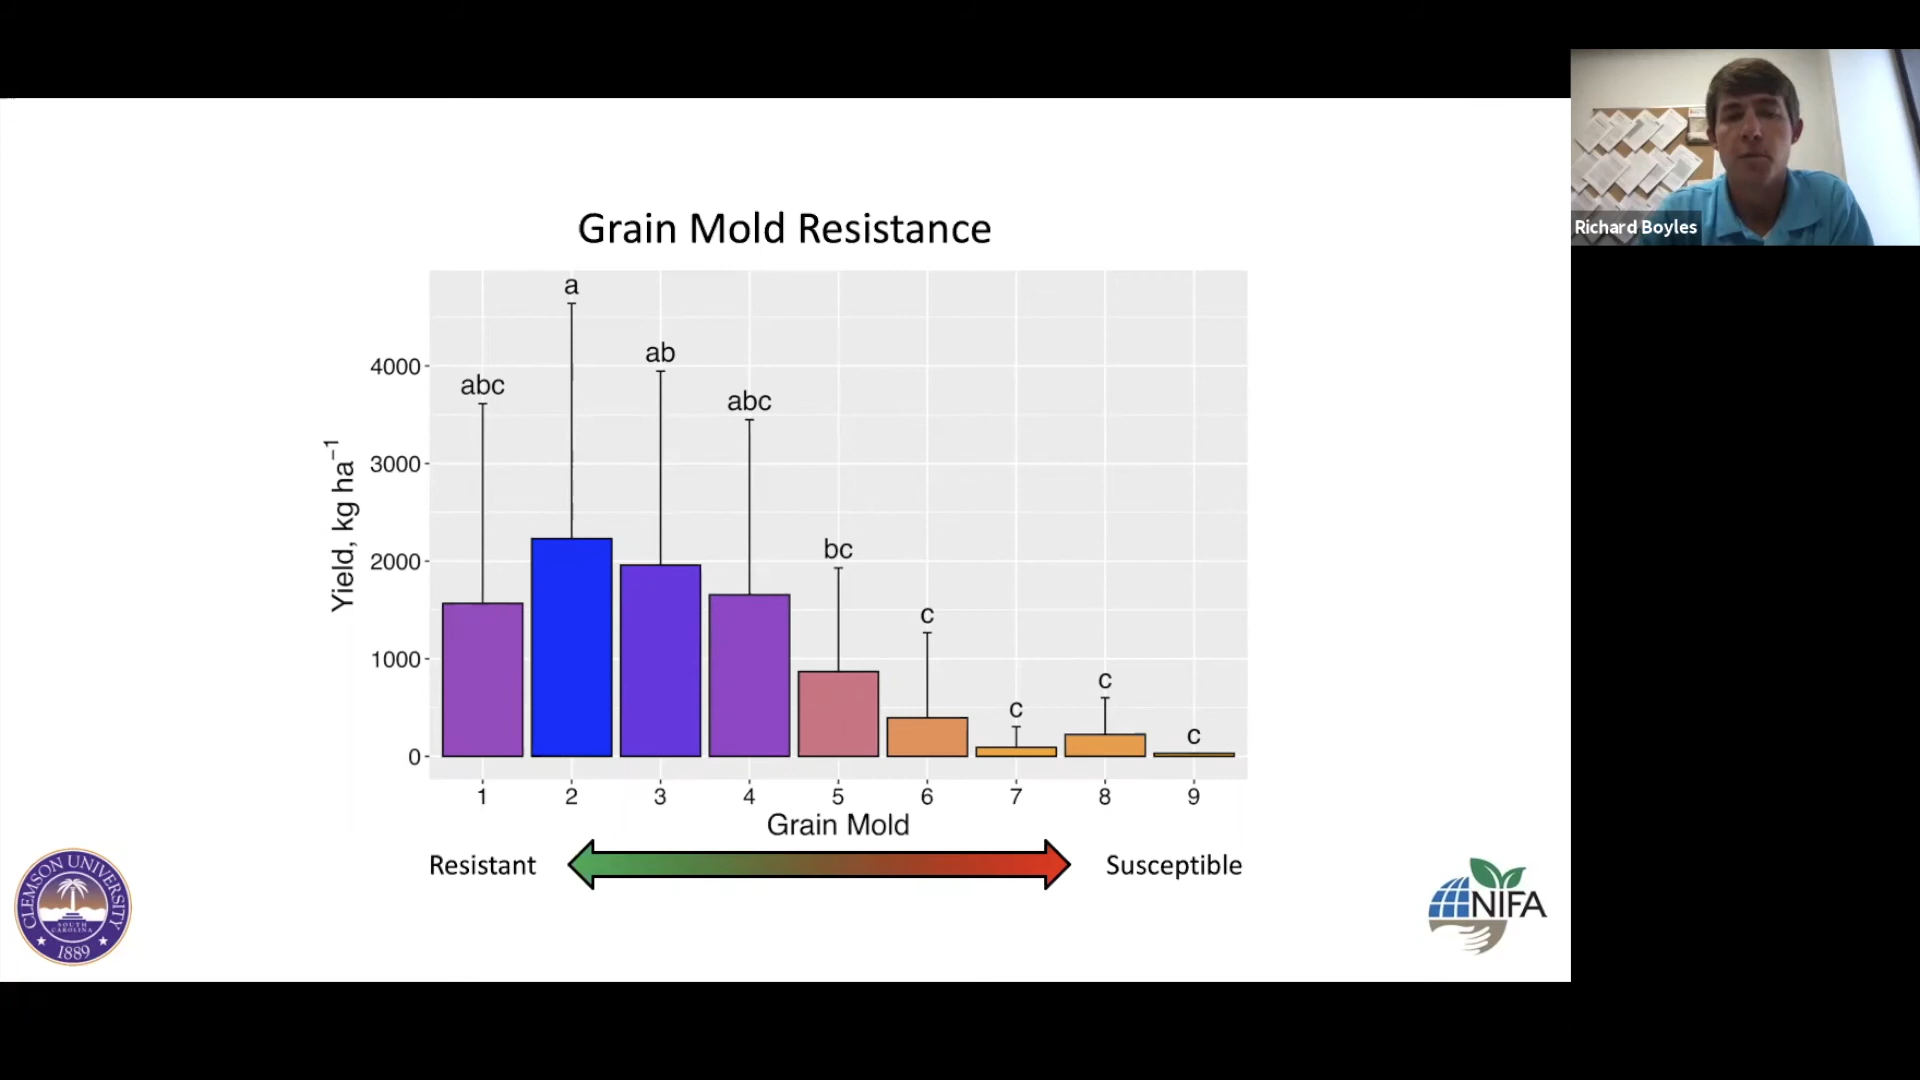 Richard Boyles
Grain Mold Resistance
a
ab
abc
abc
bc
c
c
c
c
Yield, kg ha⁻¹
4000
3000
2000
1000
0
1 2 3 4 5 6 7 8 9
Grain Mold
Resistant
Susceptible
CLEMSON UNIVERSITY
SOUTH
CAROLINA
1889
NIFA